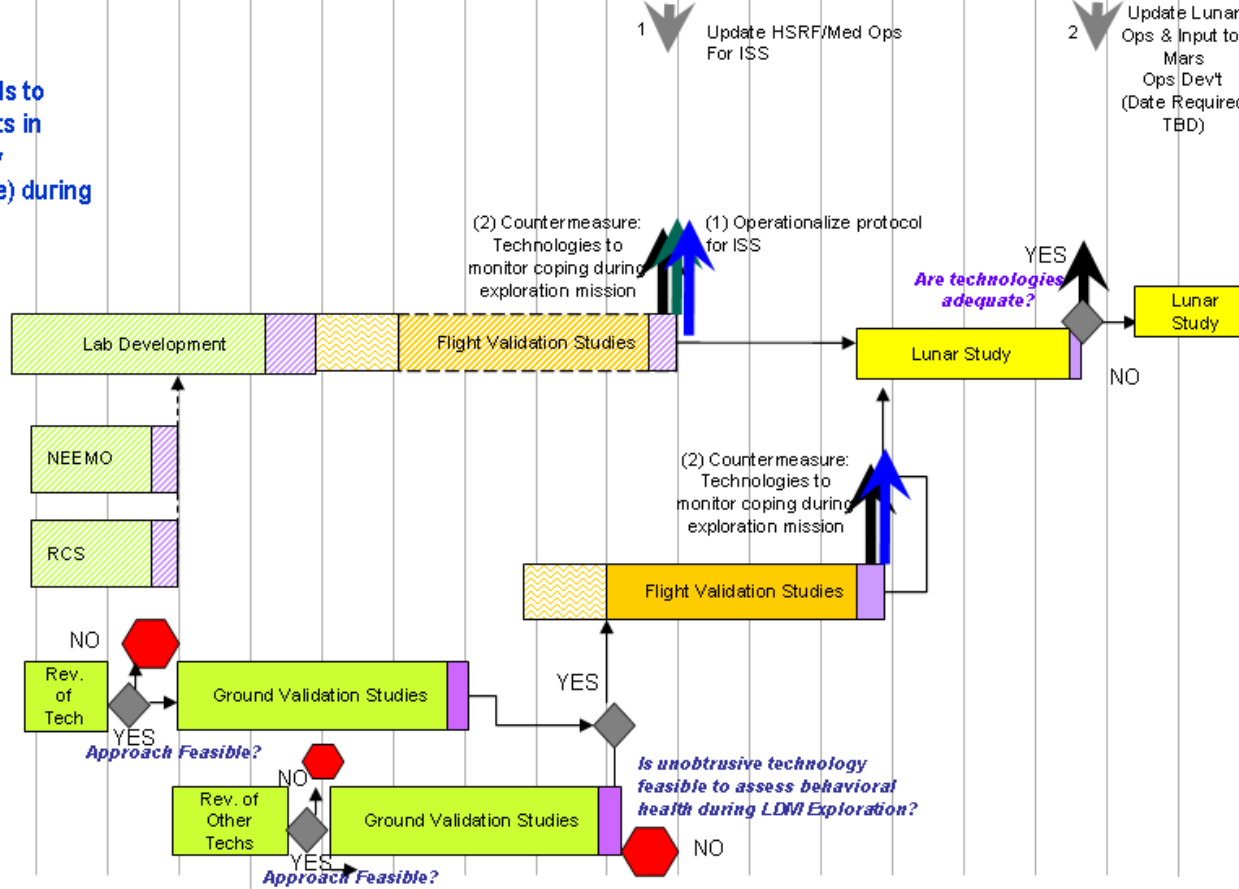 1
Update HSRF/Med Ops
For ISS
2
Update Lunar
Ops & Input to
Mars
Ops Dev't
(Date Required
TBD)
ls to
ts in
e) during
(2) Countermeasure:
Technologies to
monitor coping during
exploration mission
(1) Operationalize protocol
for ISS
YES
Are technologies
adequate?
Lunar
Study
Lab Development
Flight Validation Studies
Lunar Study
NO
NEEMO
(2) Countermeasure:
Technologies to
monitor coping during
exploration mission
RCS
Flight Validation Studies
NO
Rev.
of
Tech
Ground Validation Studies
YES
YES
Approach Feasible?
Is unobtrusive technology
feasible to assess behavioral
health during LDM Exploration?
NO
Rev. of
Other
Techs
Ground Validation Studies
NO
YES
Approach Feasible?